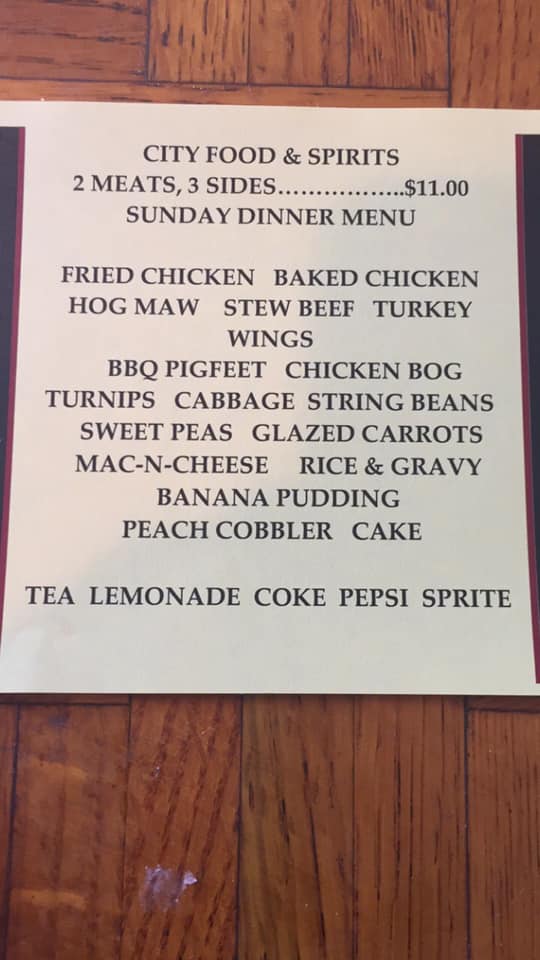 CITY FOOD & SPIRITS
2 MEATS, 3 SIDES……………..$11.00
SUNDAY DINNER MENU
FRIED CHICKEN BAKED CHICKEN
HOG MAW STEW BEEF TURKEY
WINGS
BBQ PIGFEET CHICKEN BOG
TURNIPS CABBAGE STRING BEANS
SWEET PEAS GLAZED CARROTS
MAC-N-CHEESE RICE & GRAVY
BANANA PUDDING
PEACH COBBLER CAKE
TEA LEMONADE COKE PEPSI SPRITE